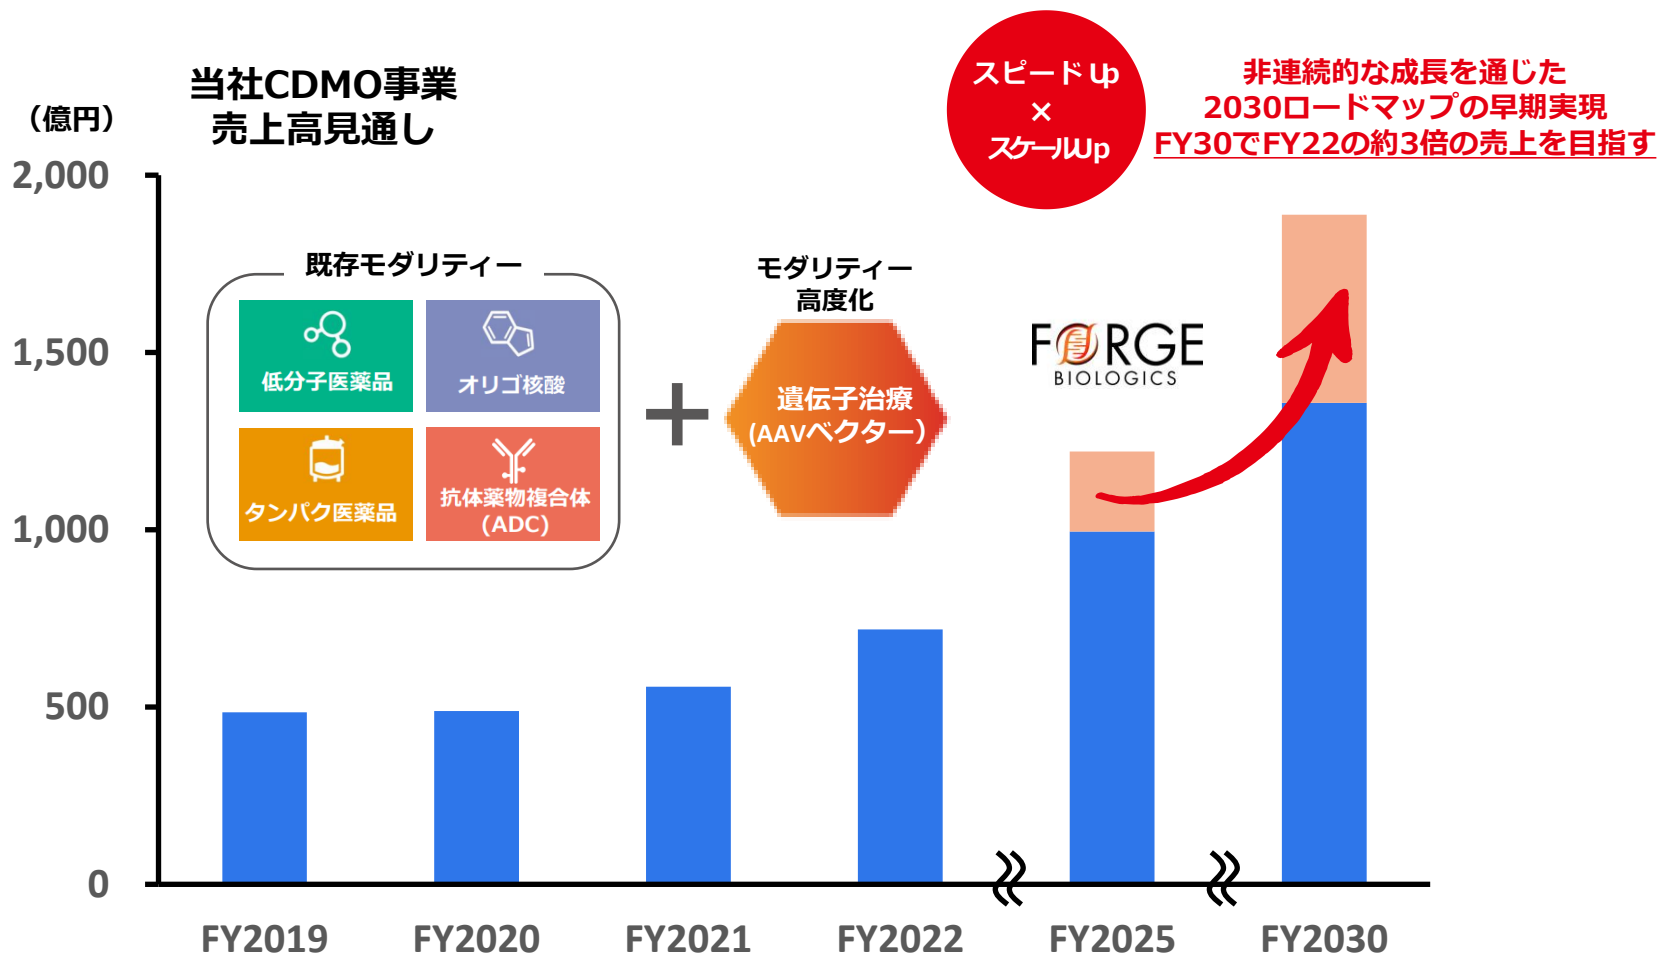 当社CDMO事業
売上高見通し
（億円）
スピードUp
×
スケールUp
非連続的な成長を通じた
2030ロードマップの早期実現
FY30でFY22の約3倍の売上を目指す
2,000
1,500
1,000
500
0
既存モダリティー
低分子医薬品
オリゴ核酸
タンパク医薬品
抗体薬物複合体
(ADC)
+
モダリティー
高度化
遺伝子治療
(AAVベクター）
FORGE
BIOLOGICS
FY2019
FY2020
FY2021
FY2022
FY2025
FY2030